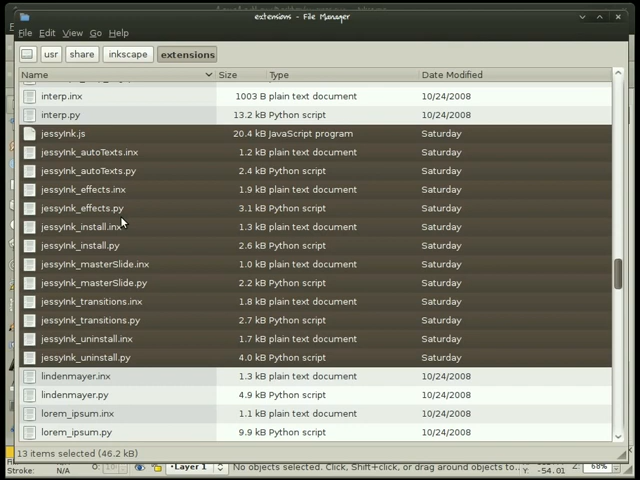 extensions - File Manager
File Edit View Go Help
usr share inkscape extensions
Name Size Type Date Modified
interp.inx 1003 B plain text document 10/24/2008
interp.py 13.2 kB Python script 10/24/2008
jessyInk.js 20.4 kB JavaScript program Saturday
jessyInk_autoTexts.inx 1.2 kB plain text document Saturday
jessyInk_autoTexts.py 2.4 kB Python script Saturday
jessyInk_effects.inx 1.9 kB plain text document Saturday
jessyInk_effects.py 3.1 kB Python script Saturday
jessyInk_install.inx 1.3 kB plain text document Saturday
jessyInk_install.py 2.6 kB Python script Saturday
jessyInk_masterSlide.inx 1.0 kB plain text document Saturday
jessyInk_masterSlide.py 2.2 kB Python script Saturday
jessyInk_transitions.inx 1.8 kB plain text document Saturday
jessyInk_transitions.py 2.7 kB Python script Saturday
jessyInk_uninstall.inx 1.7 kB plain text document Saturday
jessyInk_uninstall.py 4.0 kB Python script Saturday
lindenmayer.inx 1.3 kB plain text document 10/24/2008
lindenmayer.py 4.9 kB Python script 10/24/2008
lorem_ipsum.inx 1.1 kB plain text document 10/24/2008
lorem_ipsum.py 9.9 kB Python script 10/24/2008
13 items selected (46.2 kB)
N/A O: Layer 1 No objects selected. Click, Shift+click, or drag around objects to... Z: 68%
Stroke: N/A Y: -54.01